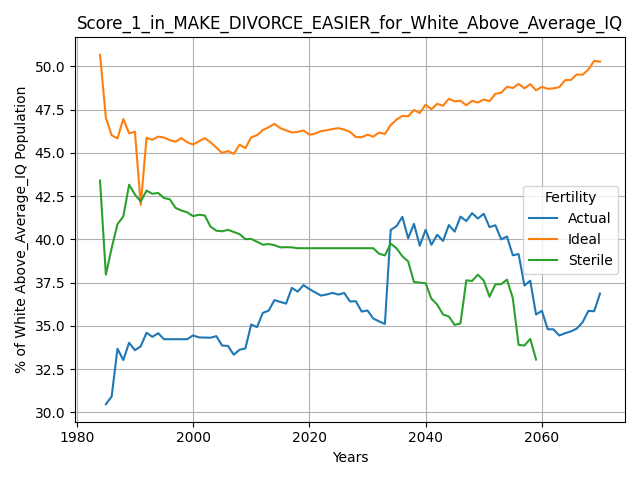 Score_1_in_MAKE_DIVORCE_EASIER_for_White_Above_Average_IQ
% of White Above_Average_IQ Population
50.0
47.5
45.0
42.5
40.0
37.5
35.0
32.5
30.0
Fertility
Actual
Ideal
Sterile
1980
2000
2020
2040
2060
Years